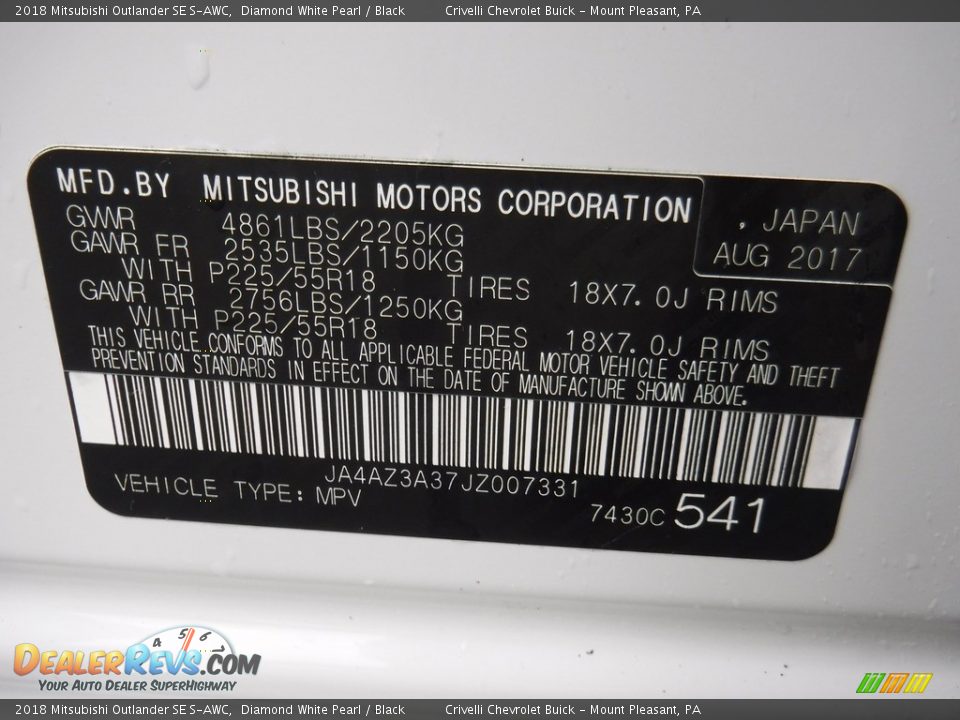 2018 Mitsubishi Outlander SE S-AWC, Diamond White Pearl / Black Crivelli Chevrolet Buick - Mount Pleasant, PA
MFD.BY MITSUBISHI MOTORS CORPORATION
, JAPAN
AUG 2017
GVWR 4861LBS/2205KG
GAWR FR 2535LBS/1150KG
WITH P225/55R18 TIRES 18X7.0J RIMS
GAWR RR 2756LBS/1250KG
WITH P225/55R18 TIRES 18X7.0J RIMS
THIS VEHICLE CONFORMS TO ALL APPLICABLE FEDERAL MOTOR VEHICLE SAFETY AND THEFT
PREVENTION STANDARDS IN EFFECT ON THE DATE OF MANUFACTURE SHOWN ABOVE.
JA4AZ3A37JZ007331
VEHICLE TYPE: MPV
7430C 541
4 5 6 7
DealerRevs.com
Your Auto Dealer SuperHighway
2018 Mitsubishi Outlander SE S-AWC, Diamond White Pearl / Black Crivelli Chevrolet Buick - Mount Pleasant, PA